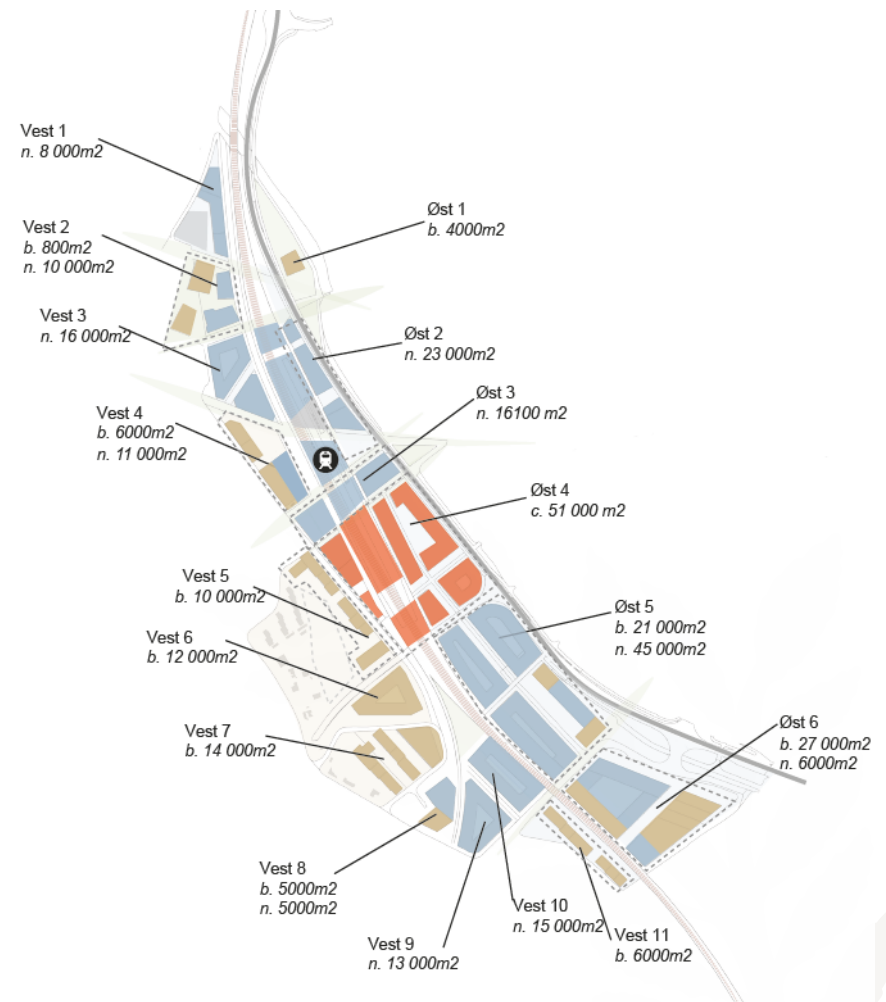 Vest 1
n. 8 000m2
Vest 2
b. 800m2
n. 10 000m2
Vest 3
n. 16 000m2
Vest 4
b. 6000m2
n. 11 000m2
Øst 1
b. 4000m2
Øst 2
n. 23 000m2
Øst 3
n. 16100 m2
Øst 4
c. 51 000 m2
Vest 5
b. 10 000m2
Vest 6
b. 12 000m2
Vest 7
b. 14 000m2
Øst 5
b. 21 000m2
n. 45 000m2
Øst 6
b. 27 000m2
n. 6000m2
Vest 8
b. 5000m2
n. 5000m2
Vest 9
n. 13 000m2
Vest 10
n. 15 000m2
Vest 11
b. 6000m2